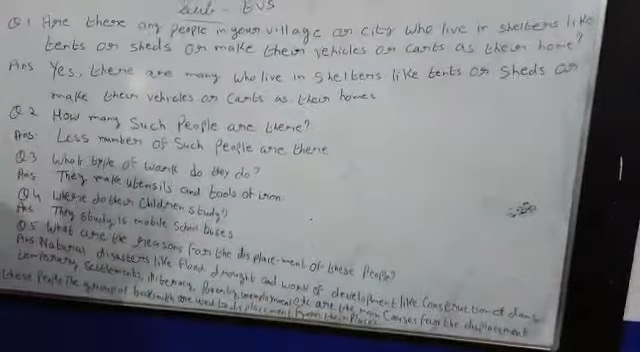 Sub - EVS
Q1 Are there any people in your village or city who live in shelters like
tents or sheds or make their vehicles or carts as their home?
Ans Yes, there are many who live in shelters like tents or sheds or
make their vehicles or carts as their homes
Q2 How many such people are there?
Ans. Less number of such people are there
Q3 What type of work do they do?
Ans They make utensils and tools of iron
Q4 Where do their children study?
Ans They study is mobile school buses
Q5 What are the reasons for the displace-ment of these people?
Ans Natural disasters like flood, drought and work of development like construction of dams
temporary settlements, illiteracy, Poverty, unemployment etc are the main causes for the displacement
these people The group of are used to displacement from their places